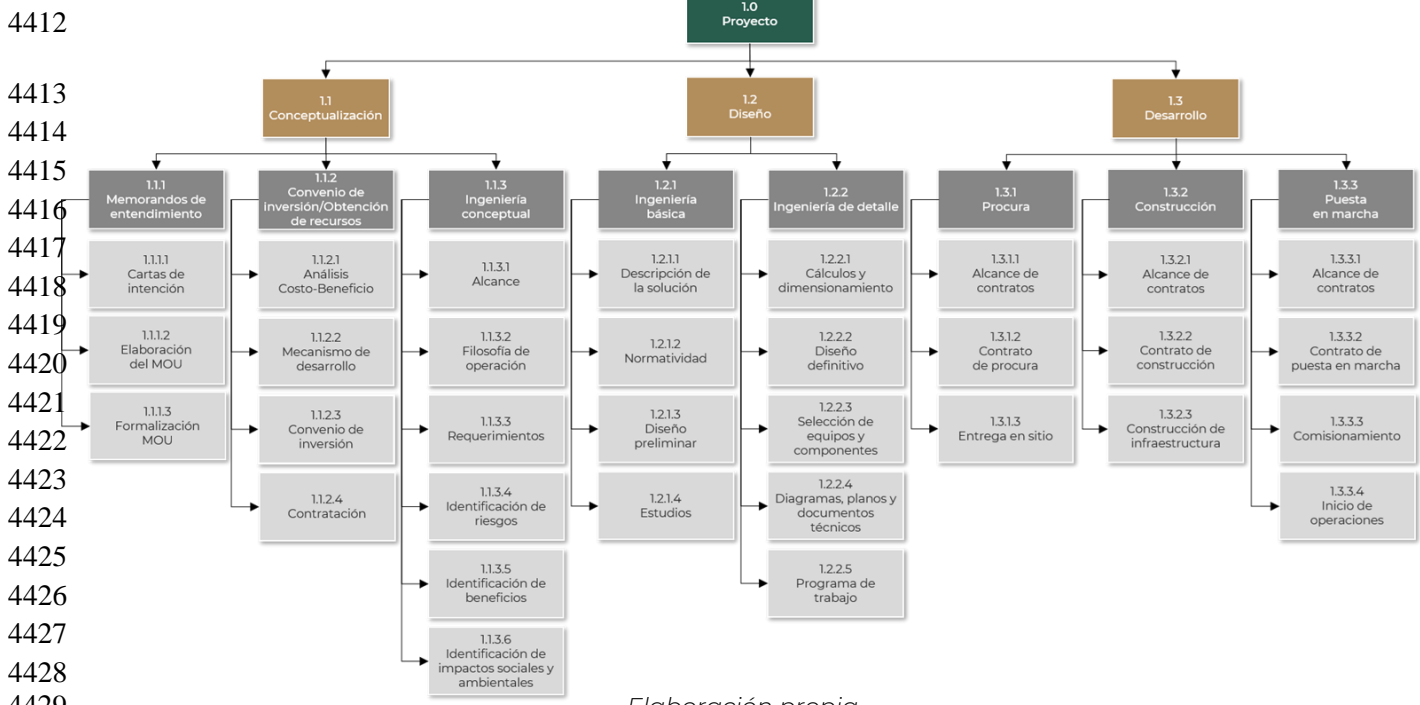 4412
1.0
Proyecto
4413
1.1
Conceptualización
1.2
Diseño
1.3
Desarrollo
4414
4415
1.1.1
Memorandos de
entendimiento
1.1.2
Convenio de
inversión/Obtención
de recursos
1.1.3
Ingeniería
conceptual
1.2.1
Ingeniería
básica
1.2.2
Ingeniería de detalle
1.3.1
Procura
1.3.2
Construcción
1.3.3
Puesta
en marcha
4416
4417
1.1.1.1
Cartas de
intención
1.1.2.1
Análisis
Costo-Beneficio
1.1.3.1
Alcance
1.2.1.1
Descripción de
la solución
1.2.2.1
Cálculos y
dimensionamiento
1.3.1.1
Alcance de
contratos
1.3.2.1
Alcance de
contratos
1.3.3.1
Alcance de
contratos
4418
4419
1.1.1.2
Elaboración
del MOU
1.1.2.2
Mecanismo de
desarrollo
1.1.3.2
Filosofía de
operación
1.2.1.2
Normatividad
1.2.2.2
Diseño
definitivo
1.3.1.2
Contrato
de procura
1.3.2.2
Contrato de
construcción
1.3.3.2
Contrato de
puesta en marcha
4420
4421
1.1.1.3
Formalización
MOU
1.1.2.3
Convenio de
inversión
1.1.3.3
Requerimientos
1.2.1.3
Diseño
preliminar
1.2.2.3
Selección de
equipos y
componentes
1.3.1.3
Entrega en sitio
1.3.2.3
Construcción de
infraestructura
1.3.3.3
Comisionamiento
4422
4423
1.1.2.4
Contratación
1.1.3.4
Identificación de
riesgos
1.2.1.4
Estudios
1.2.2.4
Diagramas, planos y
documentos
técnicos
1.3.3.4
Inicio de
operaciones
4424
4425
1.1.3.5
Identificación de
beneficios
1.2.2.5
Programa de
trabajo
4426
4427
1.1.3.6
Identificación de
impactos sociales y
ambientales
4428
4429
Elaboración propia